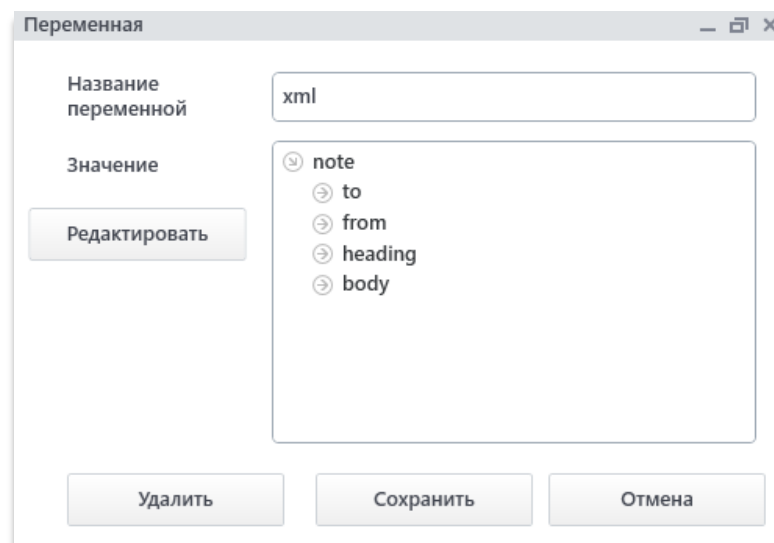 Переменная
Название
переменной
xml
Значение
note
to
from
heading
body
Редактировать
Удалить
Сохранить
Отмена